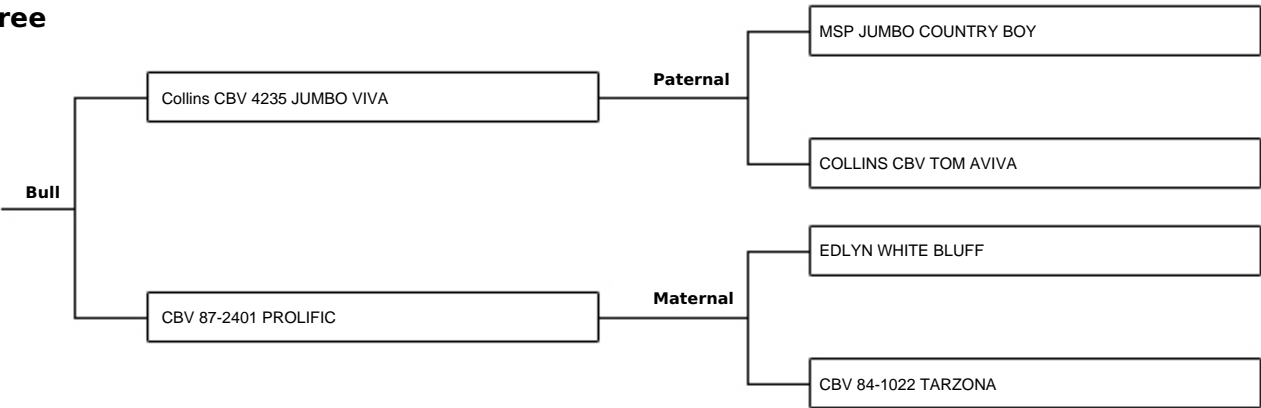 ree
MSP JUMBO COUNTRY BOY
Paternal
Collins CBV 4235 JUMBO VIVA
COLLINS CBV TOM AVIVA
Bull
EDLYN WHITE BLUFF
Maternal
CBV 87-2401 PROLIFIC
CBV 84-1022 TARZONA